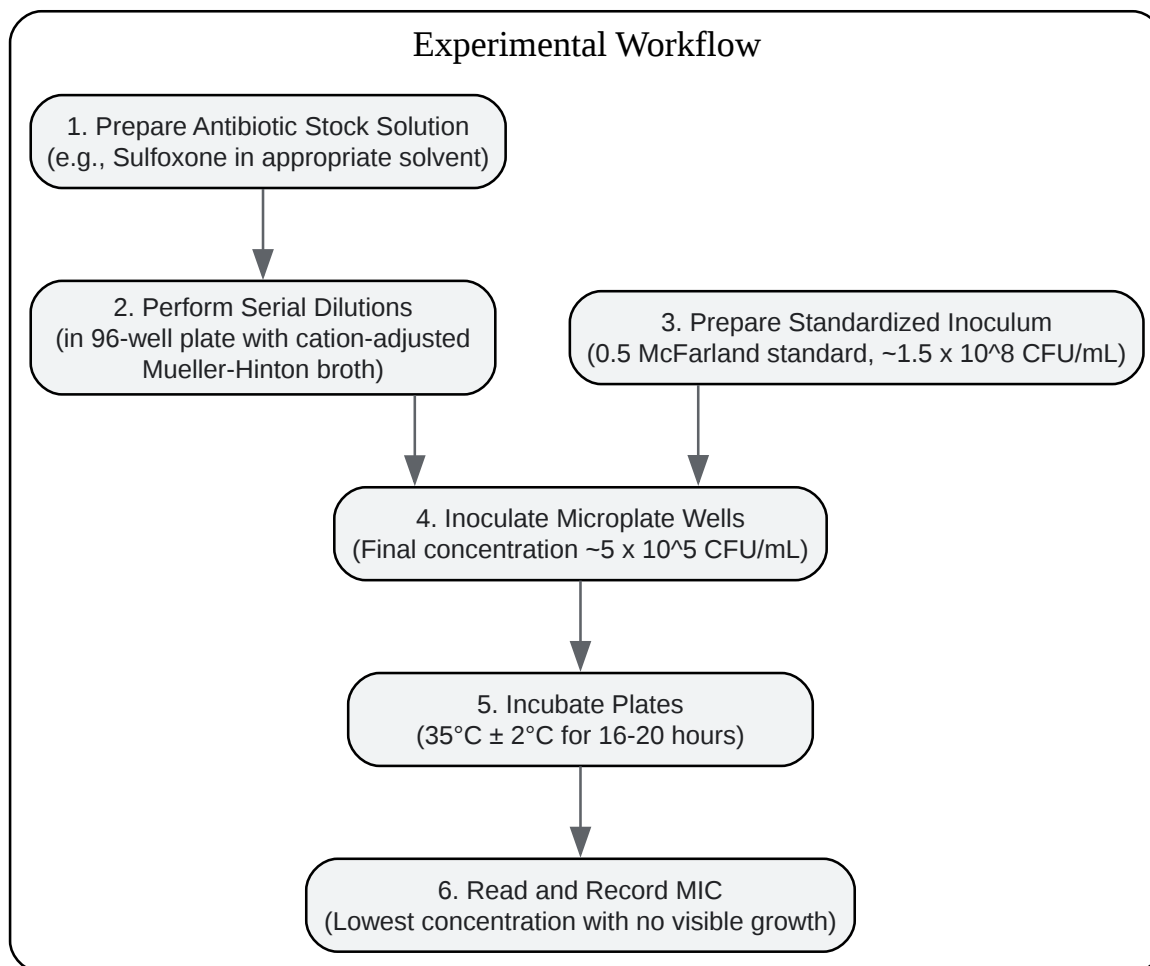 Experimental Workflow
1. Prepare Antibiotic Stock Solution
(e.g., Sulfoxone in appropriate solvent)
2. Perform Serial Dilutions
(in 96-well plate with cation-adjusted
Mueller-Hinton broth)
3. Prepare Standardized Inoculum
(0.5 McFarland standard, ~1.5 x 10^8 CFU/mL)
4. Inoculate Microplate Wells
(Final concentration ~5 x 10^5 CFU/mL)
5. Incubate Plates
(35°C ± 2°C for 16-20 hours)
6. Read and Record MIC
(Lowest concentration with no visible growth)